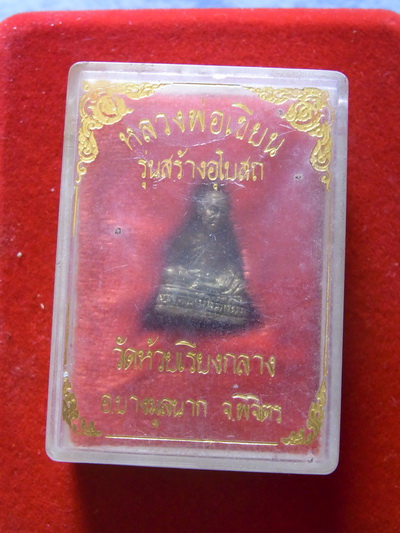 หลวงพ่อเขียน
รุ่นสร้างอุโบสถ
วัดห้วยเรียงกลาง
อ.บางมูลนาก จ.พิจิตร